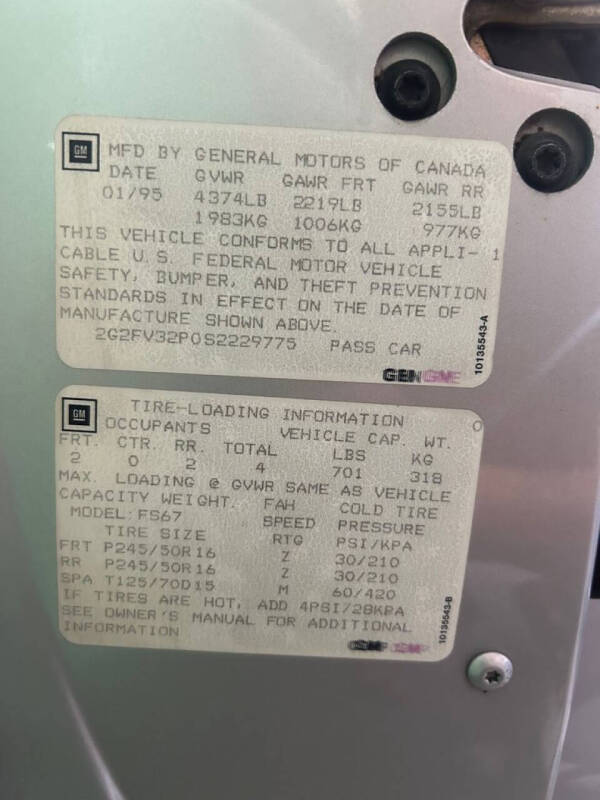 GM
MFD BY GENERAL MOTORS OF CANADA
DATE GVWR GAWR FRT GAWR RR
01/95 4374LB 2219LB 2155LB
1983KG 1006KG 977KG
THIS VEHICLE CONFORMS TO ALL APPLI- 1
CABLE U.S. FEDERAL MOTOR VEHICLE
SAFETY, BUMPER, AND THEFT PREVENTION
STANDARDS IN EFFECT ON THE DATE OF
MANUFACTURE SHOWN ABOVE.
2G2FV32P0S2229775 PASS CAR
10135543-A
GM
TIRE-LOADING INFORMATION 0
OCCUPANTS VEHICLE CAP. WT.
FRT. CTR. RR. TOTAL LBS KG
2 0 2 4 701 318
MAX. LOADING @ GVWR SAME AS VEHICLE
CAPACITY WEIGHT. FAH COLD TIRE
MODEL: FS67 SPEED PRESSURE
TIRE SIZE RTG PSI/KPA
FRT P245/50R16 Z 30/210
RR P245/50R16 Z 30/210
SPA T125/70D15 M 60/420
IF TIRES ARE HOT, ADD 4PSI/28KPA
SEE OWNER'S MANUAL FOR ADDITIONAL
INFORMATION
10135543-B